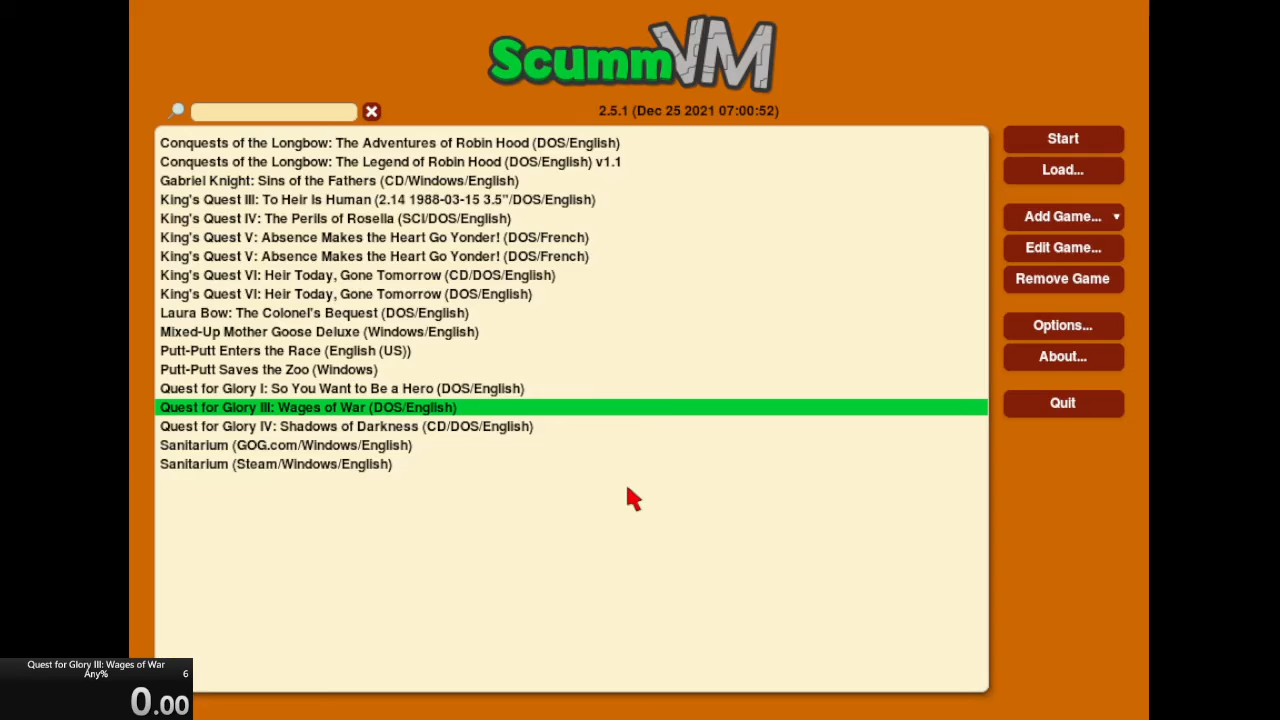 ScummVM
2.5.1 (Dec 25 2021 07:00:52)
Conquests of the Longbow: The Adventures of Robin Hood (DOS/English)
Conquests of the Longbow: The Legend of Robin Hood (DOS/English) v1.1
Gabriel Knight: Sins of the Fathers (CD/Windows/English)
King's Quest III: To Heir Is Human (2.14 1988-03-15 3.5"/DOS/English)
King's Quest IV: The Perils of Rosella (SCI/DOS/English)
King's Quest V: Absence Makes the Heart Go Yonder! (DOS/French)
King's Quest V: Absence Makes the Heart Go Yonder! (DOS/French)
King's Quest VI: Heir Today, Gone Tomorrow (CD/DOS/English)
King's Quest VI: Heir Today, Gone Tomorrow (DOS/English)
Laura Bow: The Colonel's Bequest (DOS/English)
Mixed-Up Mother Goose Deluxe (Windows/English)
Putt-Putt Enters the Race (English (US))
Putt-Putt Saves the Zoo (Windows)
Quest for Glory I: So You Want to Be a Hero (DOS/English)
Quest for Glory III: Wages of War (DOS/English)
Quest for Glory IV: Shadows of Darkness (CD/DOS/English)
Sanitarium (GOG.com/Windows/English)
Sanitarium (Steam/Windows/English)
Start
Load...
Add Game...
Edit Game...
Remove Game
Options...
About...
Quit
Quest for Glory III: Wages of War
Any% 6
0.00